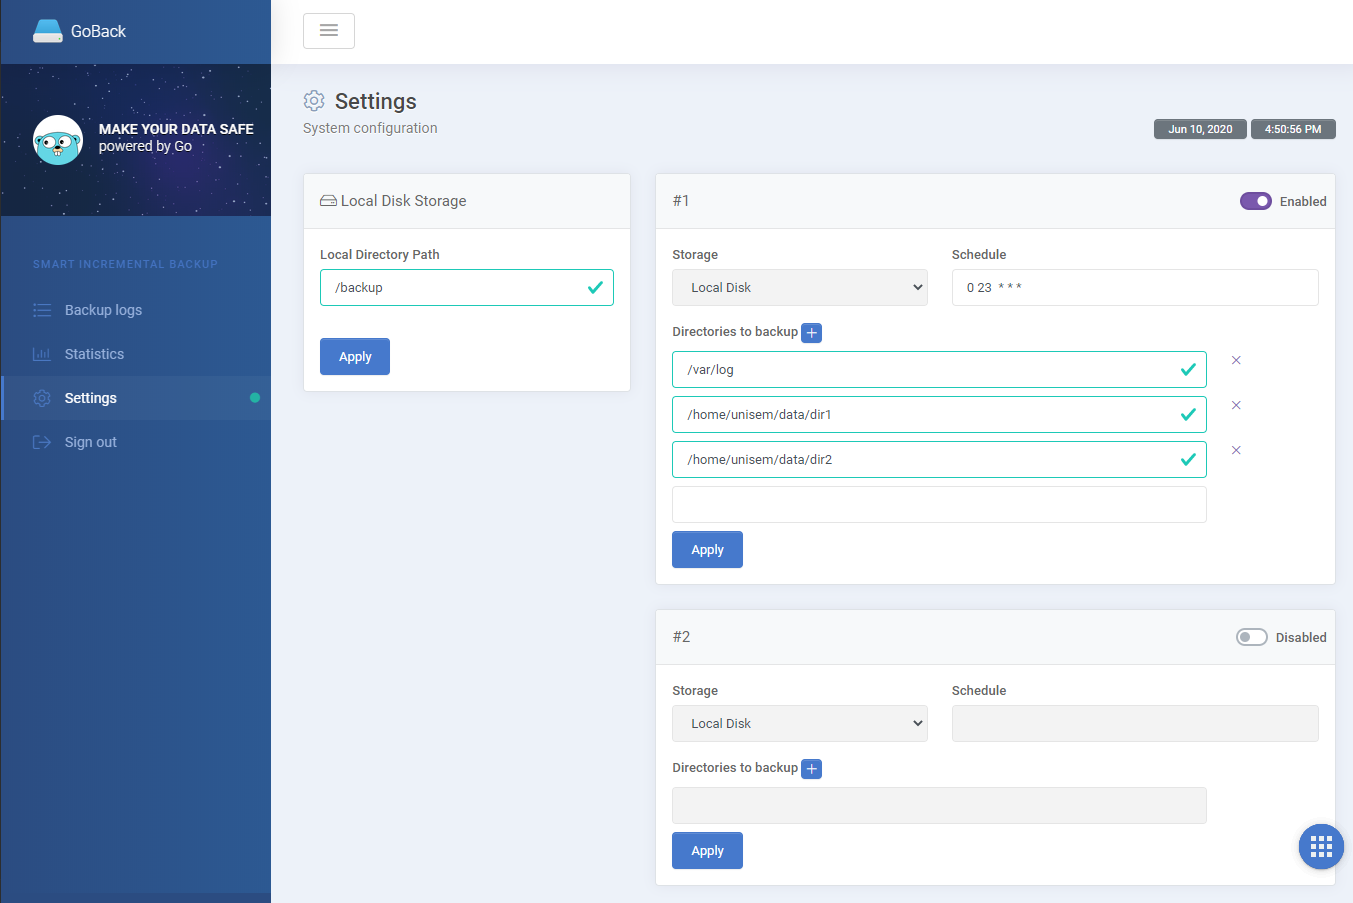 GoBack
MAKE YOUR DATA SAFE
powered by Go
SMART INCREMENTAL BACKUP
Backup logs
Statistics
Settings
Sign out
Settings
System configuration
Jun 10, 2020
4:50:56 PM
Local Disk Storage
Local Directory Path
/backup
Apply
#1
Enabled
Storage
Schedule
Local Disk
0 23 * * *
Directories to backup
/var/log
/home/unisem/data/dir1
/home/unisem/data/dir2
Apply
#2
Disabled
Storage
Schedule
Local Disk
Directories to backup
Apply